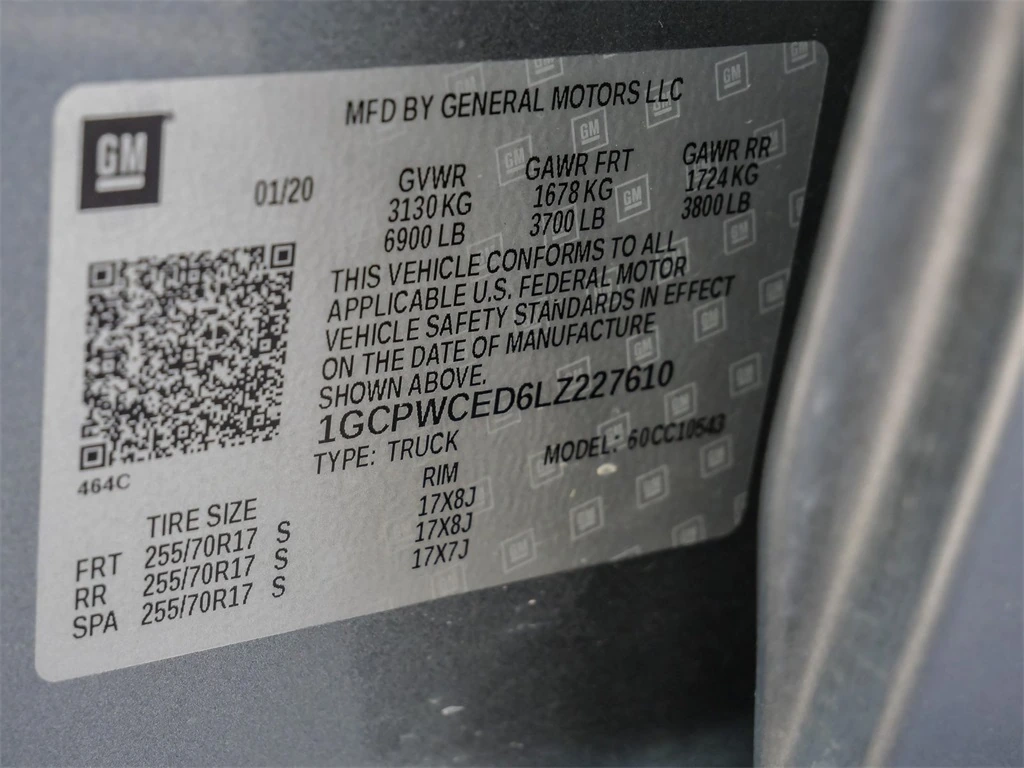 GM
MFD BY GENERAL MOTORS LLC
01/20
GVWR GAWR FRT GAWR RR
3130 KG 1678 KG 1724 KG
6900 LB 3700 LB 3800 LB
THIS VEHICLE CONFORMS TO ALL
APPLICABLE U.S. FEDERAL MOTOR
VEHICLE SAFETY STANDARDS IN EFFECT
ON THE DATE OF MANUFACTURE
SHOWN ABOVE.
1GCPWCED6LZ227610
TYPE: TRUCK MODEL: 60CC10543
464C
TIRE SIZE RIM
FRT 255/70R17 S 17X8J
RR 255/70R17 S 17X8J
SPA 255/70R17 S 17X7J